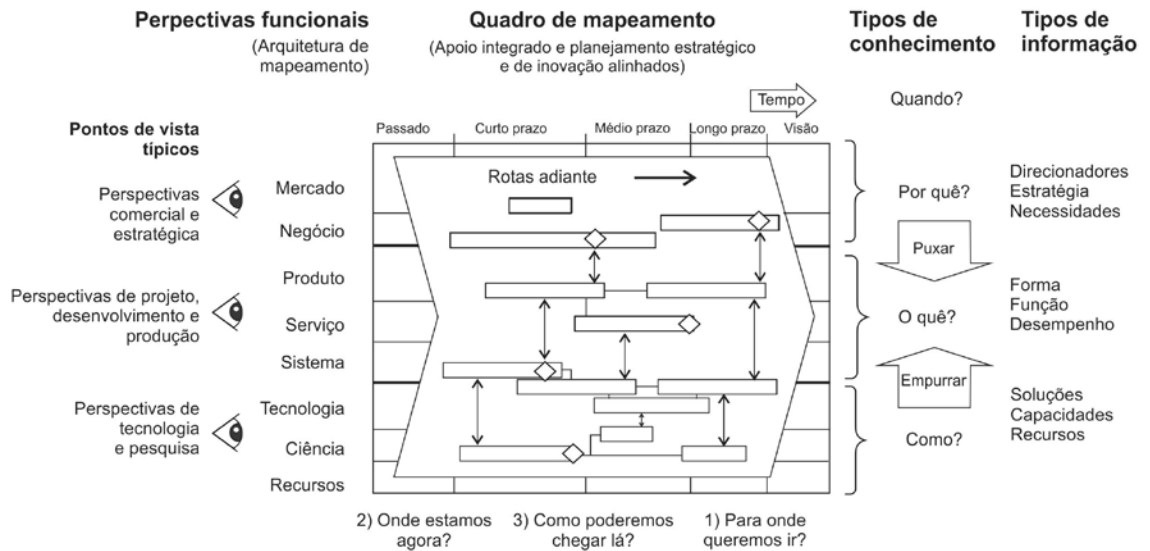 Perpectivas funcionais
(Arquitetura de
mapeamento)
Quadro de mapeamento
(Apoio integrado e planejamento estratégico
e de inovação alinhados)
Tipos de
conhecimento
Tipos de
informação
Tempo
Quando?
Pontos de vista
típicos
Passado
Curto prazo
Médio prazo
Longo prazo
Visão
Perspectivas
comercial e
estratégica
Mercado
Negócio
Rotas adiante
Por quê?
Direcionadores
Estratégia
Necessidades
Puxar
Perspectivas de projeto,
desenvolvimento e
produção
Produto
Serviço
Sistema
O quê?
Forma
Função
Desempenho
Empurrar
Perspectivas de
tecnologia
e pesquisa
Tecnologia
Ciência
Recursos
Como?
Soluções
Capacidades
Recursos
2) Onde estamos
agora?
3) Como poderemos
chegar lá?
1) Para onde
queremos ir?